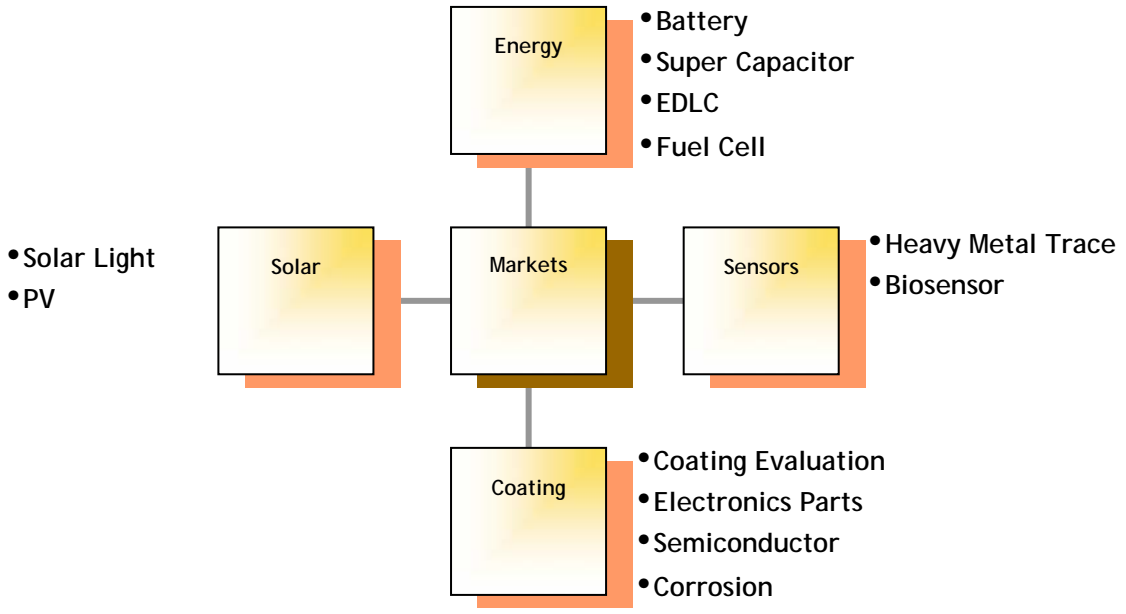 Energy
•Battery
•Super Capacitor
•EDLC
•Fuel Cell
•Solar Light
•PV
Solar
Markets
Sensors
•Heavy Metal Trace
•Biosensor
Coating
•Coating Evaluation
•Electronics Parts
•Semiconductor
•Corrosion